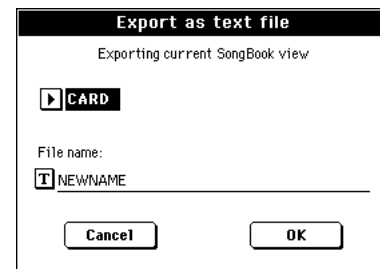 Export as text file
Exporting current SongBook view
CARD
File name:
T NEWNAME
Cancel OK